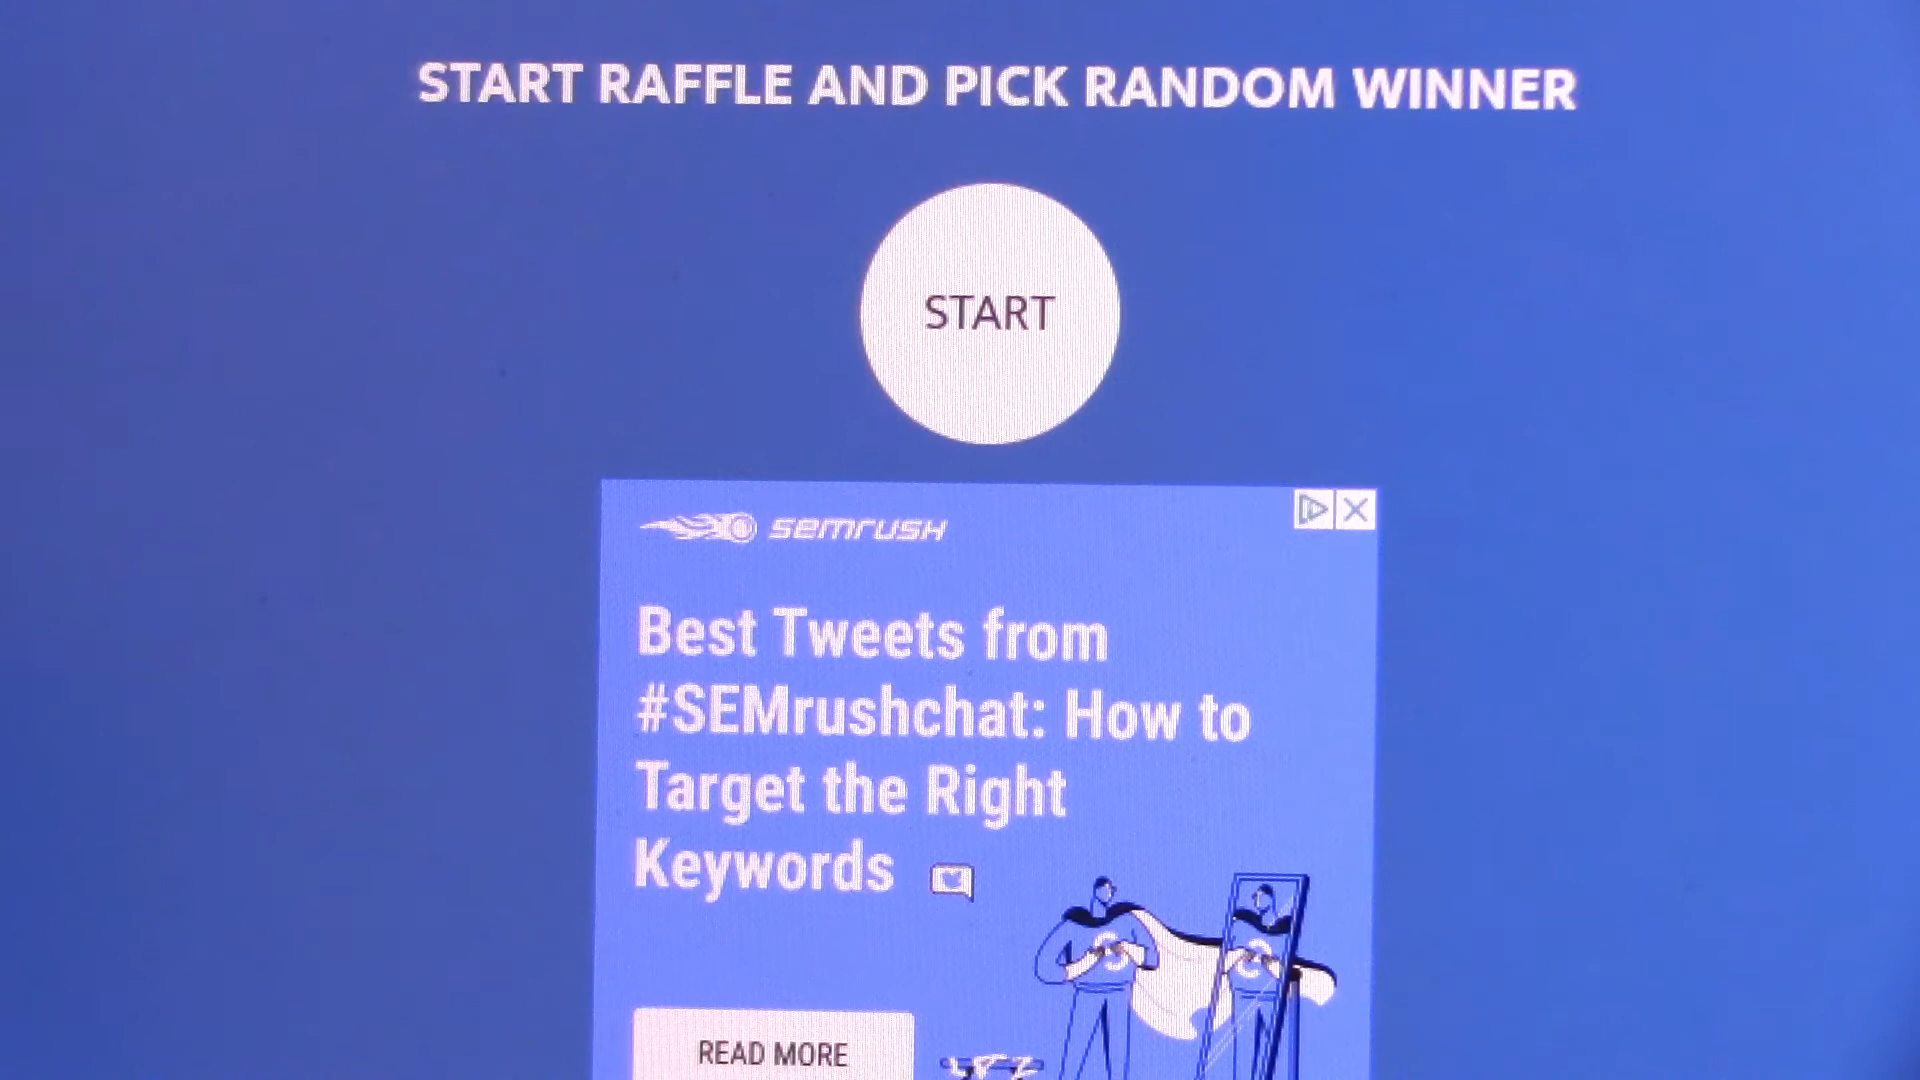 START RAFFLE AND PICK RANDOM WINNER
START
semrush
Best Tweets from
#SEMrushchat: How to
Target the Right
Keywords
READ MORE